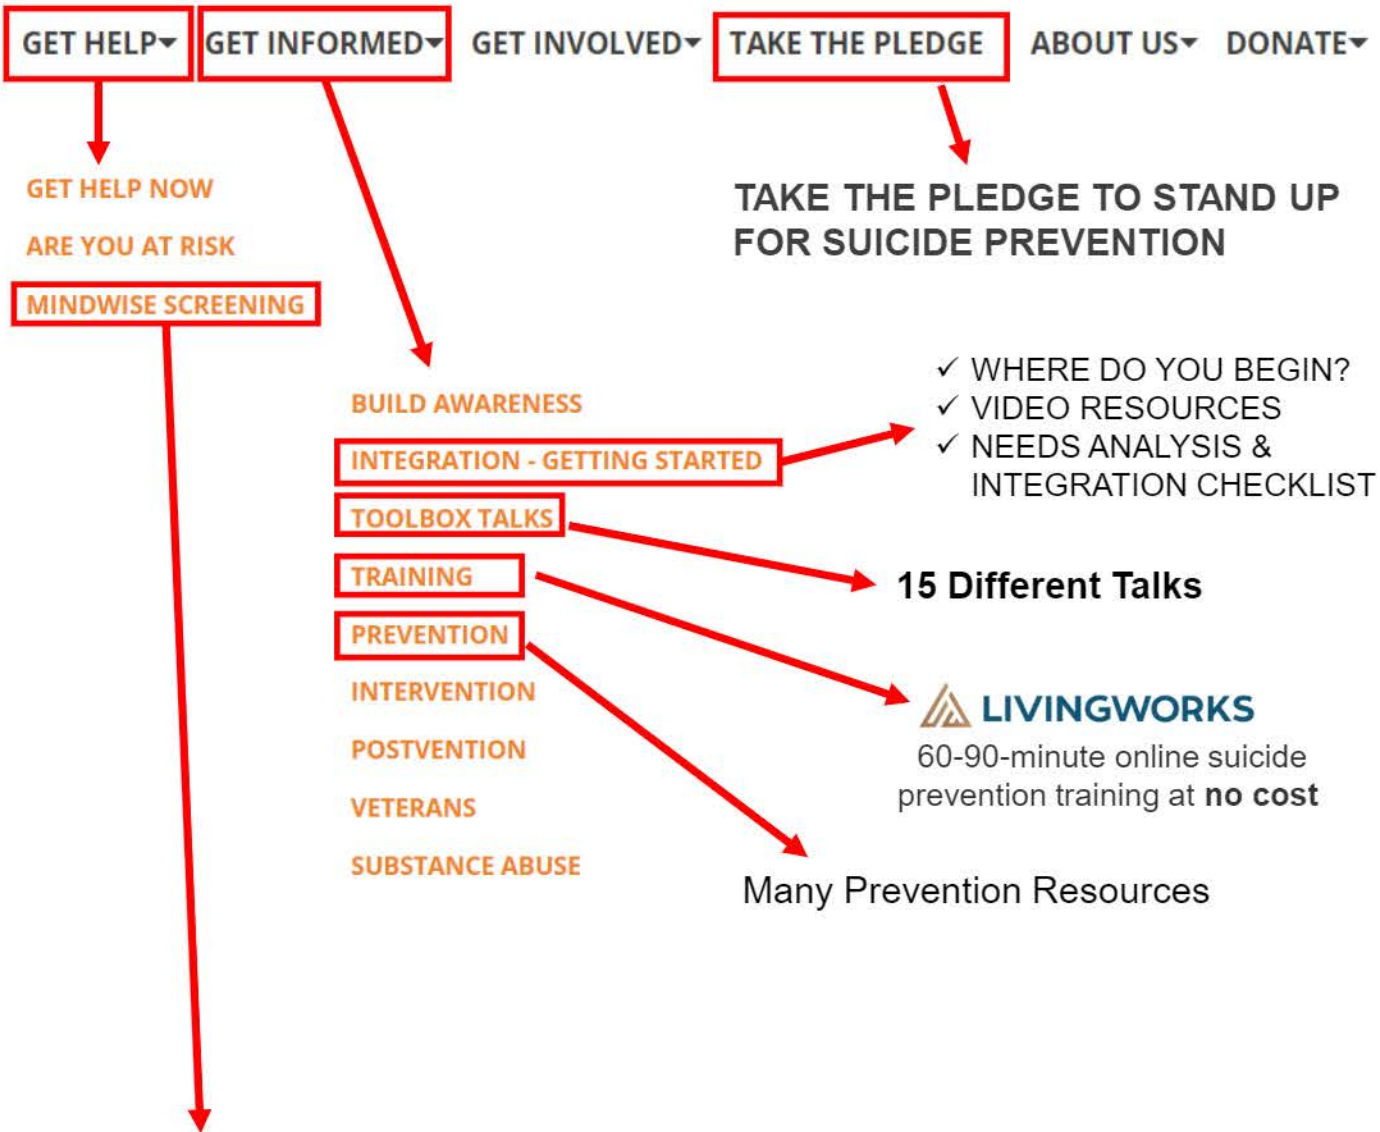 GET HELP GET INFORMED GET INVOLVED TAKE THE PLEDGE ABOUT US DONATE
GET HELP NOW
ARE YOU AT RISK
MINDWISE SCREENING
TAKE THE PLEDGE TO STAND UP
FOR SUICIDE PREVENTION
BUILD AWARENESS
INTEGRATION - GETTING STARTED
TOOLBOX TALKS
TRAINING
PREVENTION
INTERVENTION
POSTVENTION
VETERANS
SUBSTANCE ABUSE
✓ WHERE DO YOU BEGIN?
✓ VIDEO RESOURCES
✓ NEEDS ANALYSIS &
INTEGRATION CHECKLIST
15 Different Talks
LIVINGWORKS
60-90-minute online suicide
prevention training at no cost
Many Prevention Resources